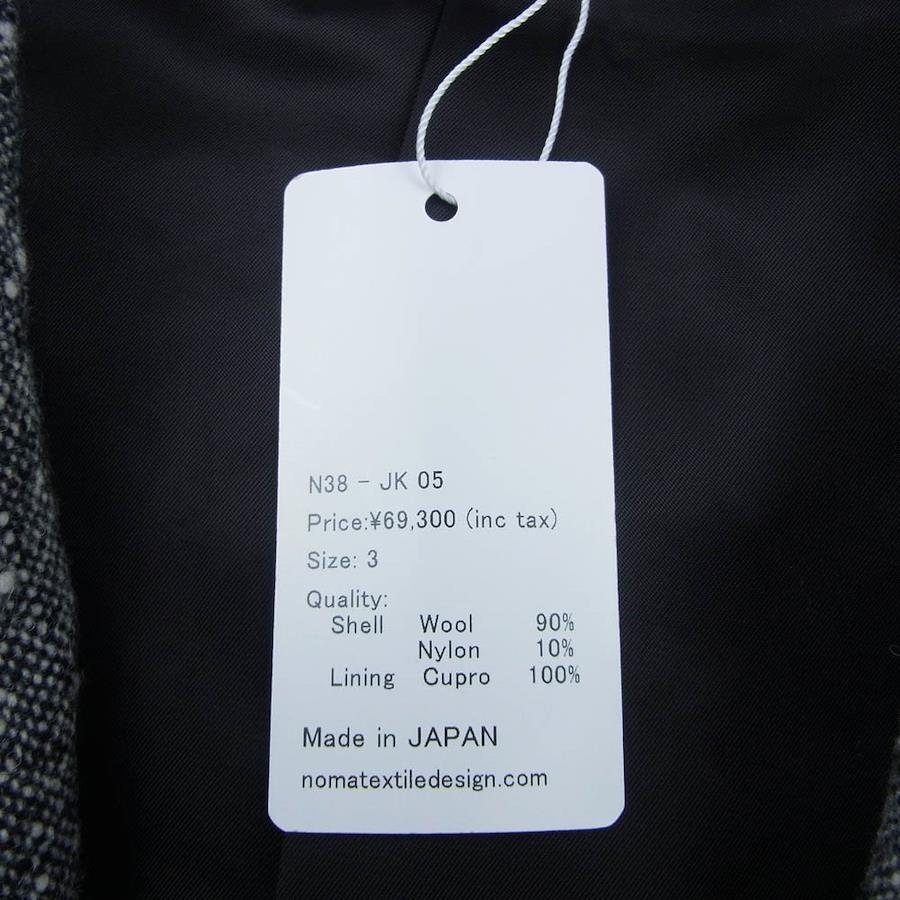 N38 - JK 05
Price:¥69,300 (inc tax)
Size: 3
Quality:
Shell Wool 90%
Nylon 10%
Lining Cupro 100%
Made in JAPAN
nomatextiledesign.com